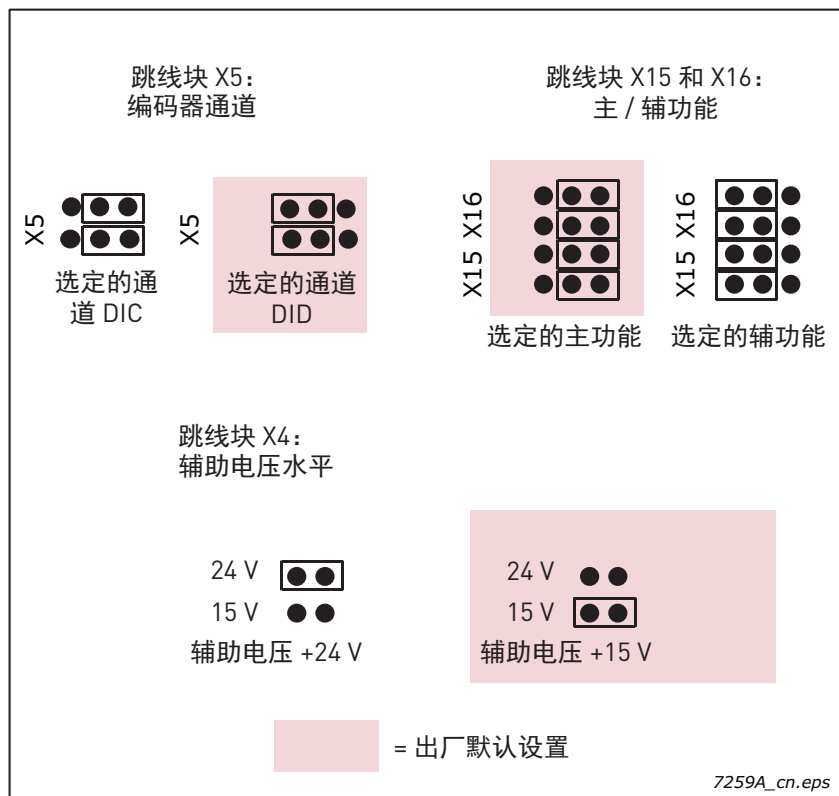 跳线块 X5：
编码器通道
跳线块 X15 和 X16：
主 / 辅功能
X5
X5
X15 X16
X15 X16
选定的通
道 DIC
选定的通道
DID
选定的主功能
选定的辅功能
跳线块 X4：
辅助电压水平
24 V
15 V
辅助电压 +24 V
24 V
15 V
辅助电压 +15 V
= 出厂默认设置
7259A_cn.eps